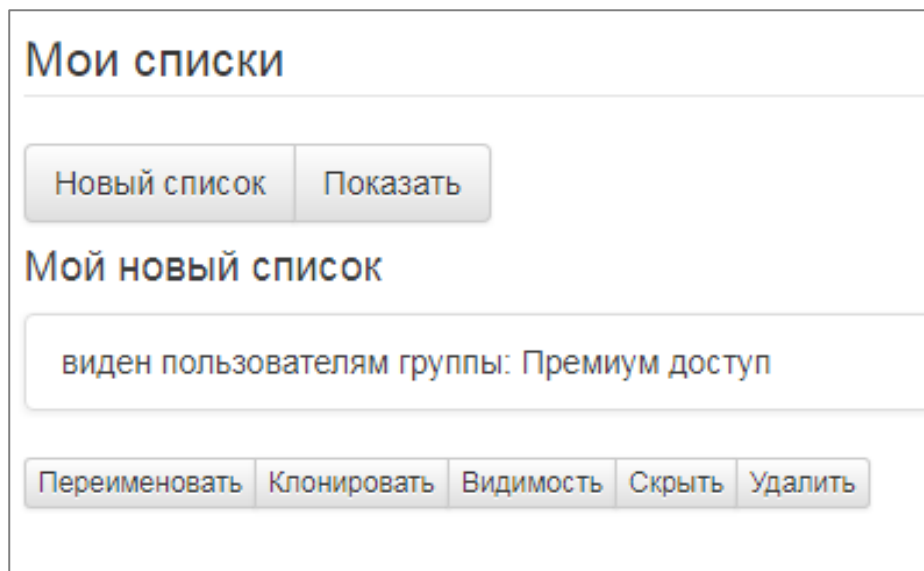 Мои списки
Новый список Показать
Мой новый список
виден пользователям группы: Премиум доступ
Переименовать Клонировать Видимость Скрыть Удалить